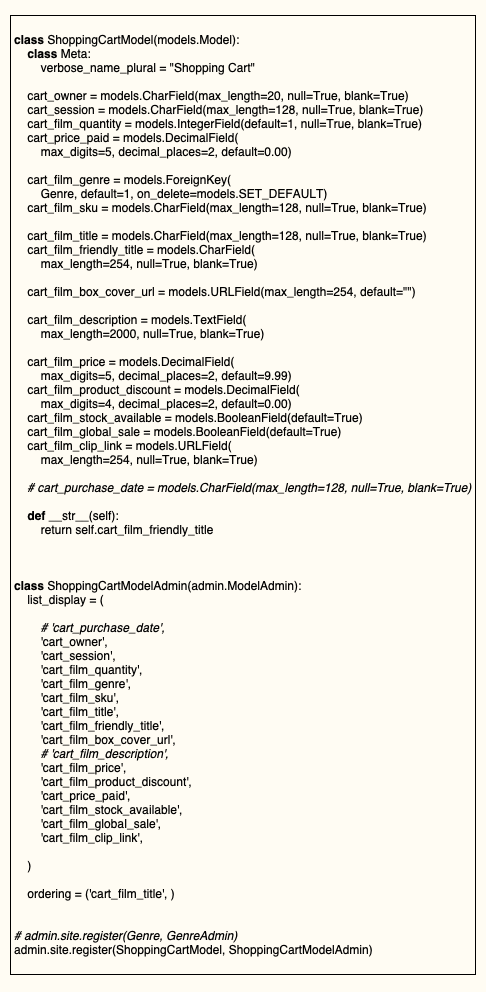 class ShoppingCartModel(models.Model):
    class Meta:
        verbose_name_plural = "Shopping Cart"

    cart_owner = models.CharField(max_length=20, null=True, blank=True)
    cart_session = models.CharField(max_length=128, null=True, blank=True)
    cart_film_quantity = models.IntegerField(default=1, null=True, blank=True)
    cart_price_paid = models.DecimalField(
        max_digits=5, decimal_places=2, default=0.00)

    cart_film_genre = models.ForeignKey(
        Genre, default=1, on_delete=models.SET_DEFAULT)
    cart_film_sku = models.CharField(max_length=128, null=True, blank=True)

    cart_film_title = models.CharField(max_length=128, null=True, blank=True)
    cart_film_friendly_title = models.CharField(
        max_length=254, null=True, blank=True)

    cart_film_box_cover_url = models.URLField(max_length=254, default="")

    cart_film_description = models.TextField(
        max_length=2000, null=True, blank=True)

    cart_film_price = models.DecimalField(
        max_digits=5, decimal_places=2, default=9.99)
    cart_film_product_discount = models.DecimalField(
        max_digits=4, decimal_places=2, default=0.00)
    cart_film_stock_available = models.BooleanField(default=True)
    cart_film_global_sale = models.BooleanField(default=True)
    cart_film_clip_link = models.URLField(
        max_length=254, null=True, blank=True)

    # cart_purchase_date = models.CharField(max_length=128, null=True, blank=True)

    def __str__(self):
        return self.cart_film_friendly_title

class ShoppingCartModelAdmin(admin.ModelAdmin):
    list_display = (

        # 'cart_purchase_date',
        'cart_owner',
        'cart_session',
        'cart_film_quantity',
        'cart_film_genre',
        'cart_film_sku',
        'cart_film_title',
        'cart_film_friendly_title',
        'cart_film_box_cover_url',
        # 'cart_film_description',
        'cart_film_price',
        'cart_film_product_discount',
        'cart_price_paid',
        'cart_film_stock_available',
        'cart_film_global_sale',
        'cart_film_clip_link',

    )

    ordering = ('cart_film_title', )

# admin.site.register(Genre, GenreAdmin)
admin.site.register(ShoppingCartModel, ShoppingCartModelAdmin)